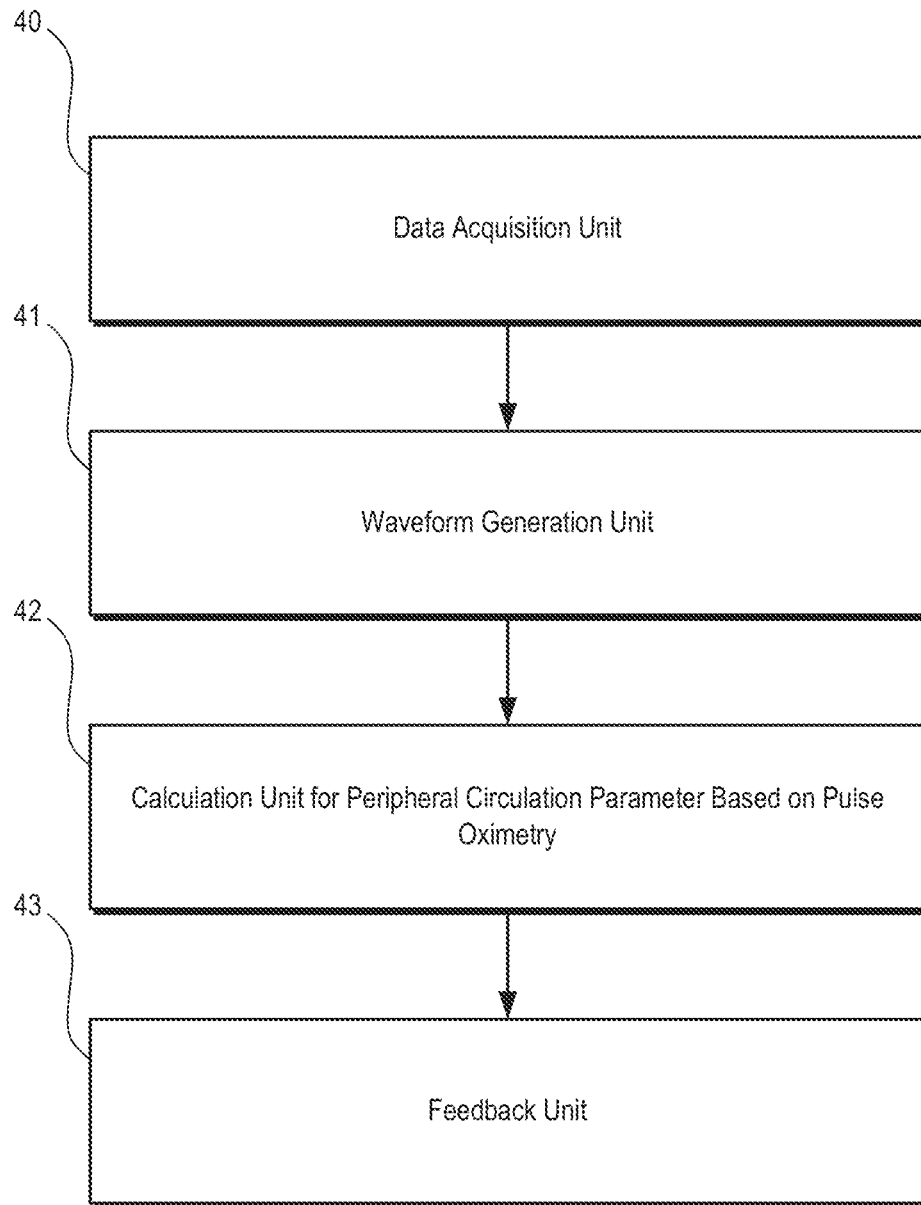 40
Data Acquisition Unit
41
Waveform Generation Unit
42
Calculation Unit for Peripheral Circulation Parameter Based on Pulse
Oximetry
43
Feedback Unit